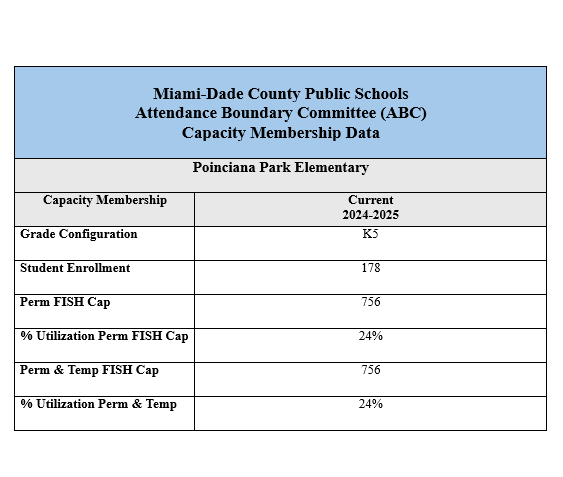 Miami-Dade County Public Schools
Attendance Boundary Committee (ABC)
Capacity Membership Data
Poinciana Park Elementary
Capacity Membership Current
2024-2025
Grade Configuration K5
Student Enrollment 178
Perm FISH Cap 756
% Utilization Perm FISH Cap 24%
Perm & Temp FISH Cap 756
% Utilization Perm & Temp 24%